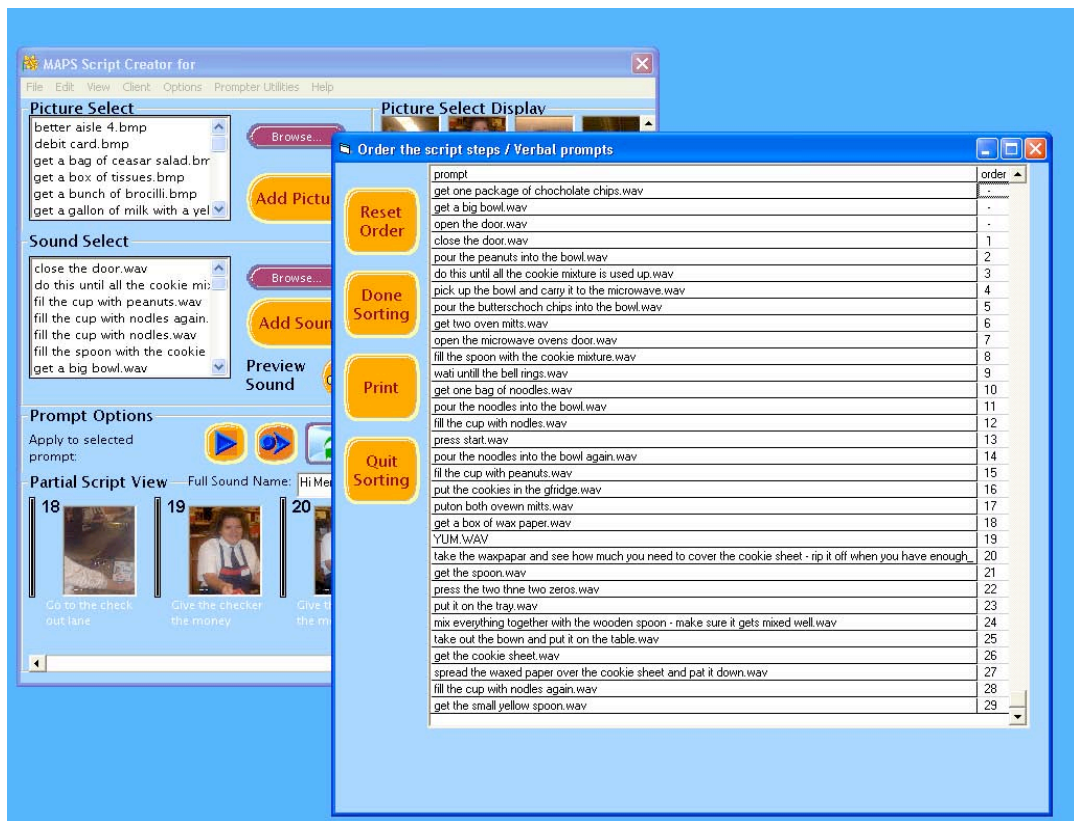 MAPS Script Creator for
File Edit View Client Options Prompter Utilities Help
Picture Select
better aisle 4.bmp
debit card.bmp
get a bag of ceasar salad.bm
get a box of tissues.bmp
get a bunch of brocilli.bmp
get a gallon of milk with a yel
Browse...
Add Pictu
Picture Select Display
Sound Select
close the door.wav
do this until all the cookie mi
fil the cup with peanuts.wav
fill the cup with nodles again.
fill the cup with nodles.wav
fill the spoon with the cookie
get a big bowl.wav
Browse...
Add Soun
Preview
Sound
Prompt Options
Apply to selected
prompt:
Partial Script View
Full Sound Name: Hi Me
18 19 20
Go to the check
out lane
Give the checker
the money
Give t
the m
Order the script steps / Verbal prompts
Reset
Order
Done
Sorting
Print
Quit
Sorting
prompt order
get one package of chocholate chips.wav -
get a big bowl.wav -
open the door.wav -
close the door.wav 1
pour the peanuts into the bowl.wav 2
do this until all the cookie mixture is used up.wav 3
pick up the bowl and carry it to the microwave.wav 4
pour the butterschoch chips into the bowl.wav 5
get two oven mitts.wav 6
open the microwave ovens door.wav 7
fill the spoon with the cookie mixture.wav 8
wati untill the bell rings.wav 9
get one bag of noodles.wav 10
pour the noodles into the bowl.wav 11
fill the cup with nodles.wav 12
press start.wav 13
pour the noodles into the bowl again.wav 14
fil the cup with peanuts.wav 15
put the cookies in the gfridge.wav 16
puton both ovewn mitts.wav 17
get a box of wax paper.wav 18
YUM.WAV 19
take the waxpapar and see how much you need to cover the cookie sheet - rip it off when you have enough_ 20
get the spoon.wav 21
press the two thne two zeros.wav 22
put it on the tray.wav 23
mix everything together with the wooden spoon - make sure it gets mixed well.wav 24
take out the bown and put it on the table.wav 25
get the cookie sheet.wav 26
spread the waxed paper over the cookie sheet and pat it down.wav 27
fill the cup with nodles again.wav 28
get the small yellow spoon.wav 29